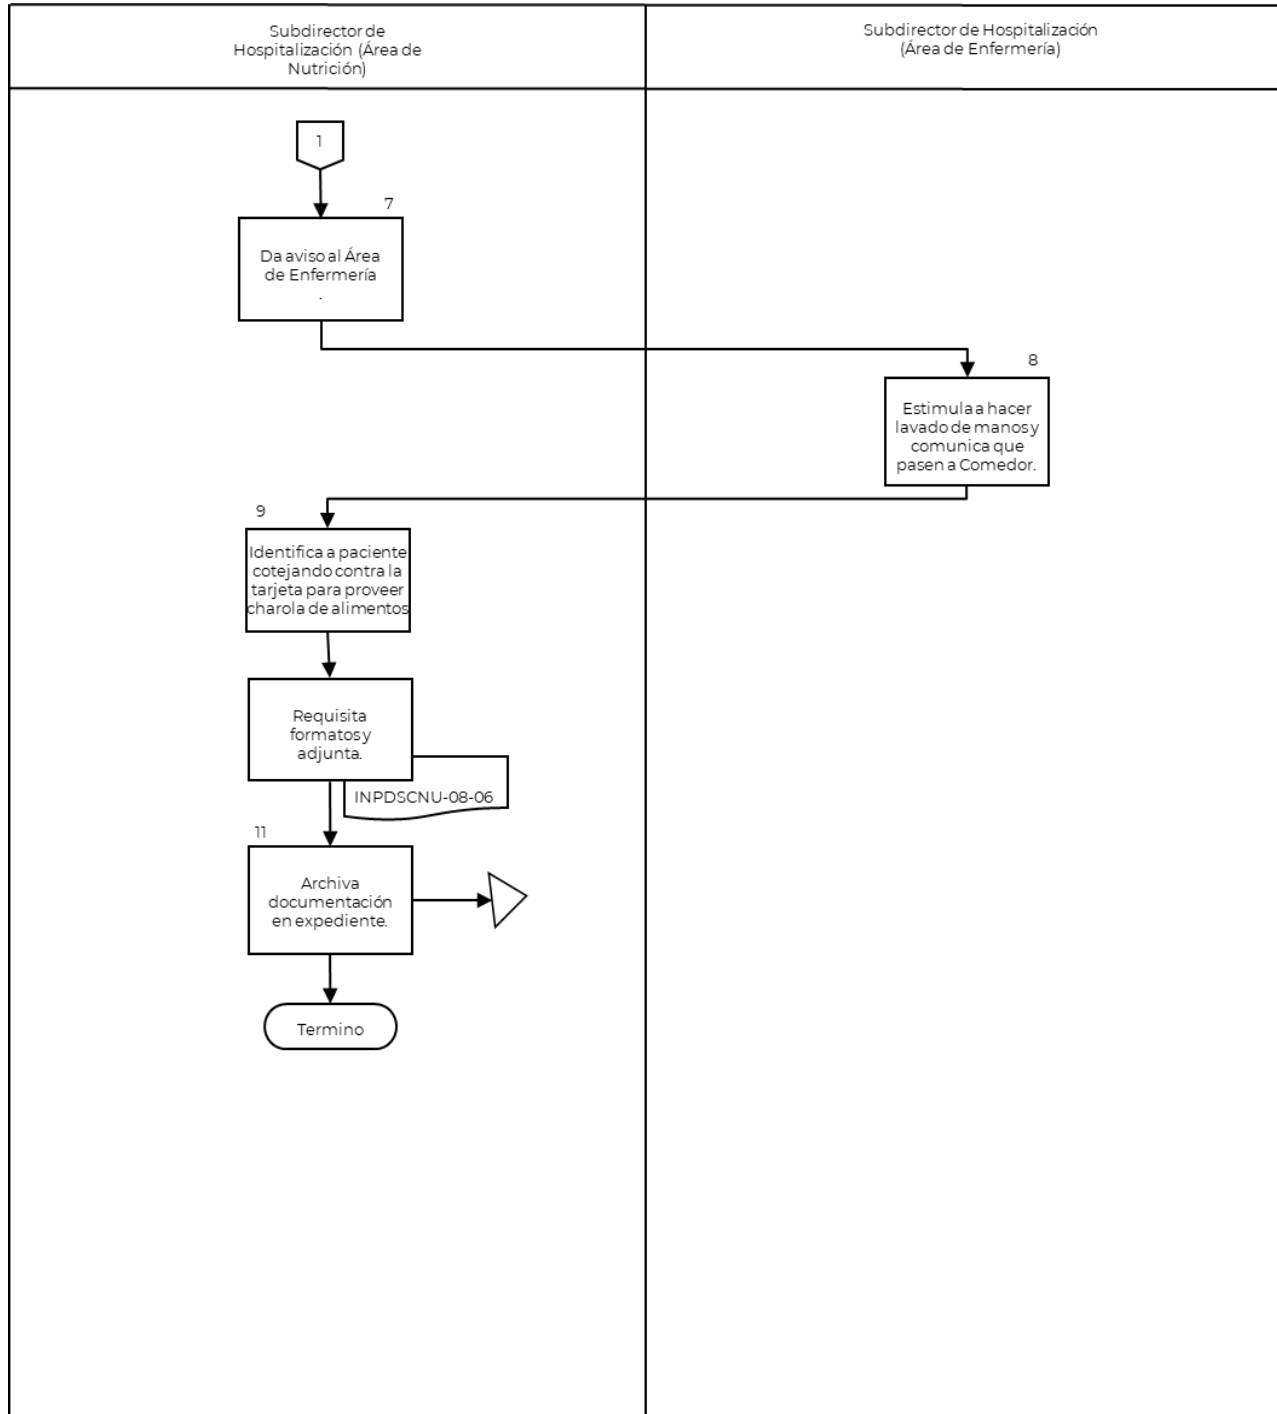 Subdirector de
Hospitalización (Área de
Nutrición)
Subdirector de Hospitalización
(Área de Enfermería)
1
7
Da aviso al Área
de Enfermería
.
8
Estimula a hacer
lavado de manos y
comunica que
pasen a Comedor.
9
Identifica a paciente
cotejando contra la
tarjeta para proveer
charola de alimentos
Requisita
formatos y
adjunta.
INPDSCNU-08-06
11
Archiva
documentación
en expediente.
Termino